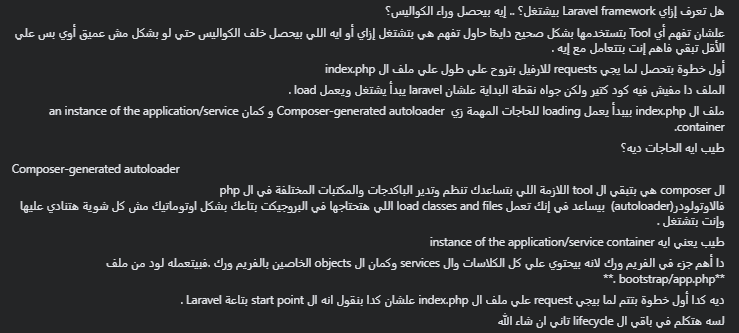 هل تعرف إزاي Laravel framework بيشتغل؟ .. إيه بيحصل وراء الكواليس؟
علشان تفهم أي Tool بتستخدمها بشكل صحيح دايمًا حاول تفهم هي بتشتغل إزاي أو ايه اللي بيحصل خلف الكواليس حتي لو بشكل مش عميق أوي بس علي
الأقل تبقي فاهم إنت بتتعامل مع إيه .
أول خطوة بتحصل لما يجي requests للارفيل بتروح علي طول علي ملف ال index.php
الملف دا مفيش فيه كود كتير ولكن جواه نقطة البداية علشان laravel يبدأ يشتغل ويعمل load .
ملف ال index.php بيبدأ يعمل loading للحاجات المهمة زي Composer-generated autoloader و كمان an instance of the application/service
container.
طيب ايه الحاجات ديه؟
Composer-generated autoloader
ال composer هي بتبقي ال tool اللازمة اللي بتساعدك تنظم وتدير الباكدجات والمكتبات المختلفة في ال php
فالاوتولودر(autoloader) بيساعد في إنك تعمل load classes and files اللي هتحتاجها في البروجيكت بتاعك بشكل اوتوماتيك مش كل شوية هتنادي عليها
وإنت بتشتغل .
طيب يعني ايه instance of the application/service container
دا أهم جزء في الفريم ورك لانه بيحتوي علي كل الكلاسات وال services وكمان ال objects الخاصين بالفريم ورك .فبيتعمله لود من ملف
**bootstrap/app.php .**
ديه كدا أول خطوة بتتم لما بيجي request علي ملف ال index.php علشان كدا بنقول انه ال start point بتاعة Laravel .
لسه هتكلم في باقي ال lifecycle تاني ان شاء الله